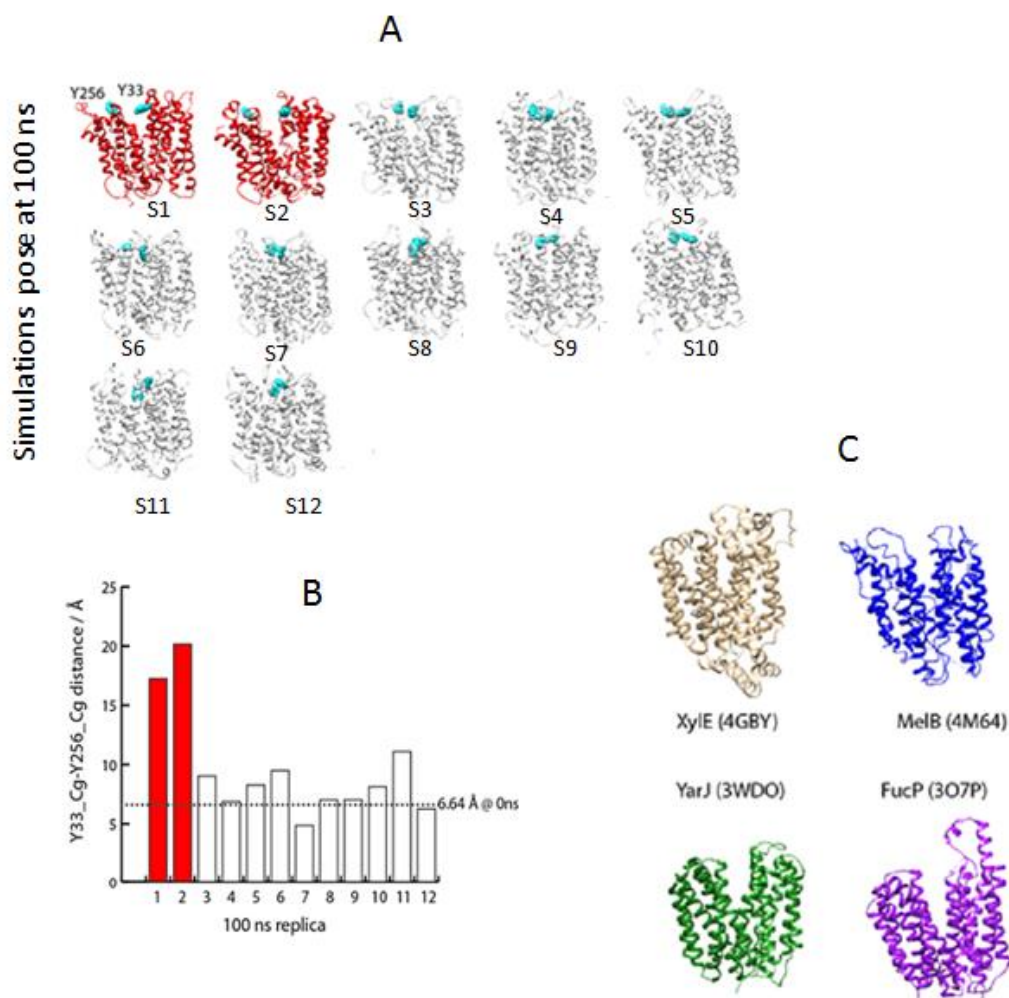 A
Simulations pose at 100 ns
Y256 Y33
S1 S2 S3 S4 S5
S6 S7 S8 S9 S10
S11 S12
C
B
Y33_Cg-Y256_Cg distance / Å
25
20
15
10
5
0
6.64 Å @ 0ns
1 2 3 4 5 6 7 8 9 10 11 12
100 ns replica
XylE (4GBY) MelB (4M64)
YarJ (3WDO) FucP (3O7P)